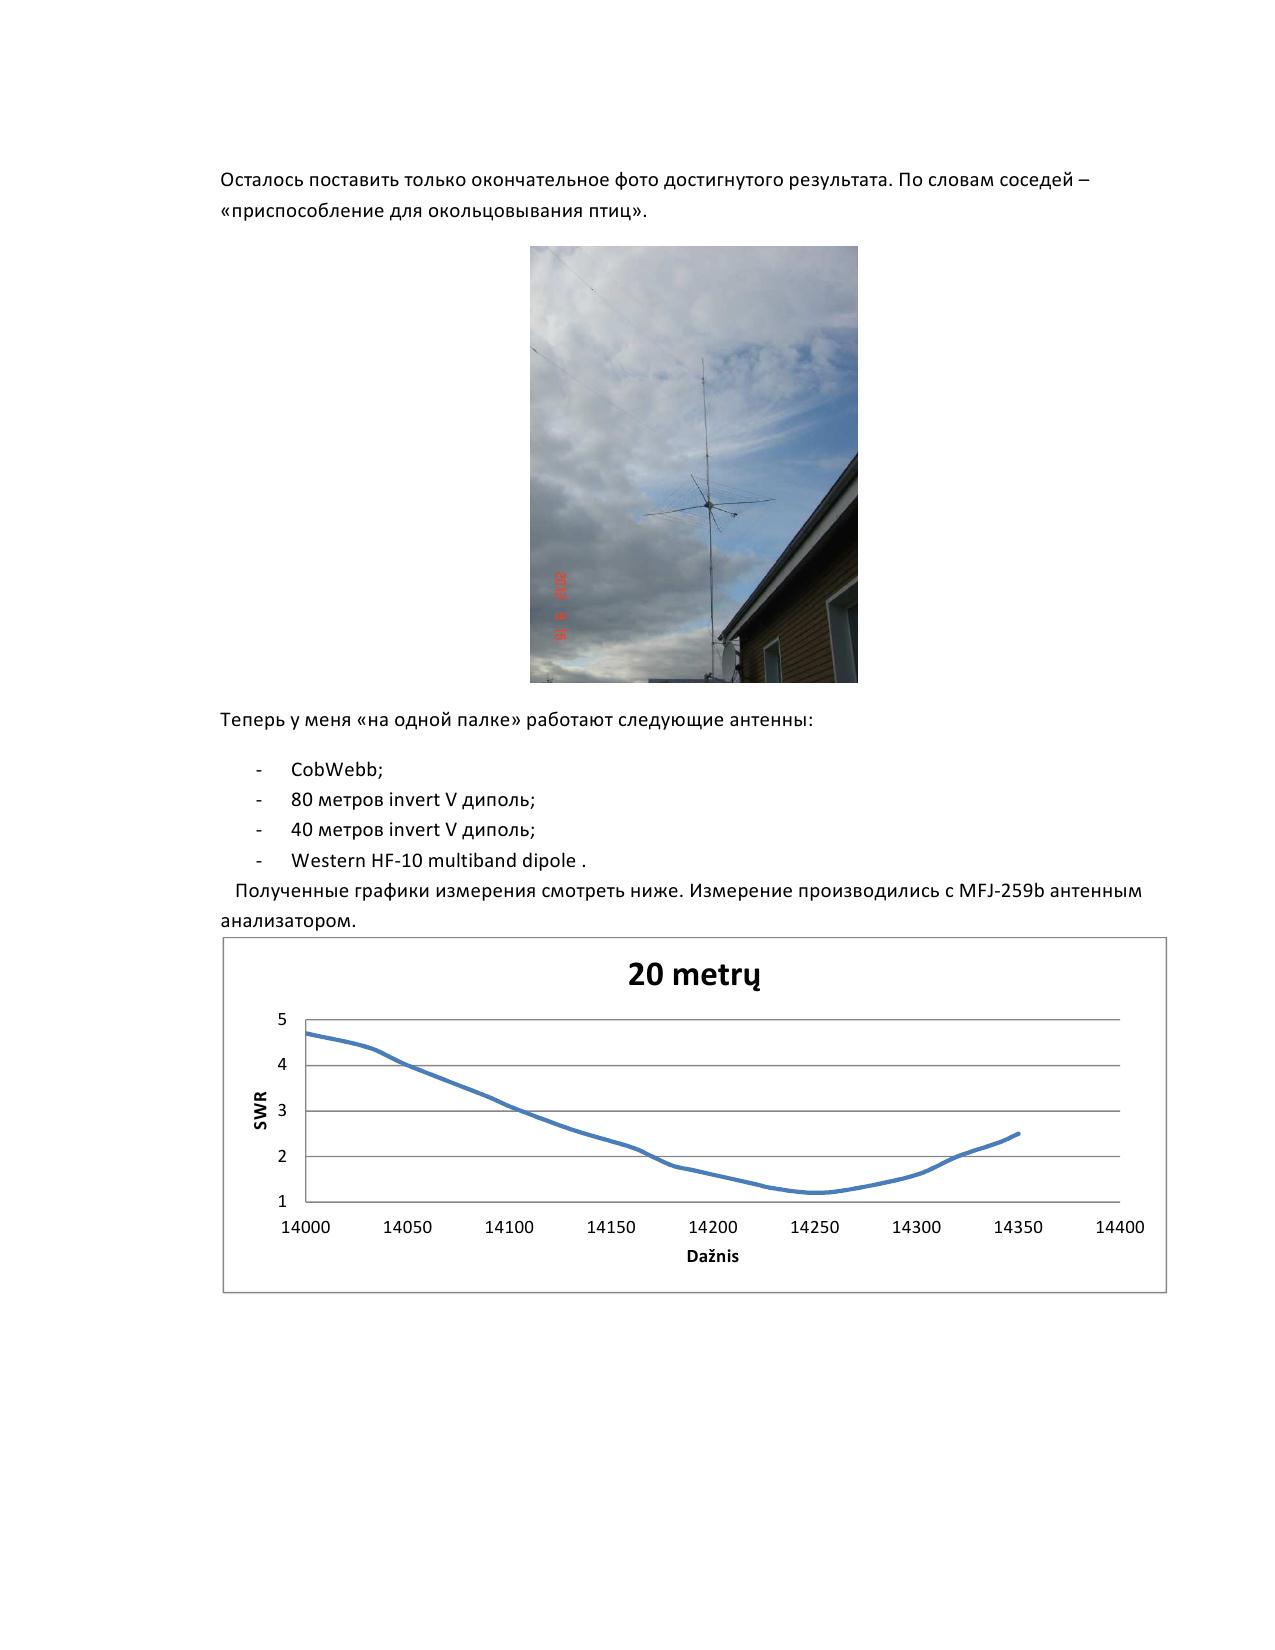 Осталось поставить только окончательное фото достигнутого результата. По словам соседей –
«приспособление для окольцовывания птиц».
Теперь у меня «на одной палке» работают следующие антенны:
- CobWebb;
- 80 метров invert V диполь;
- 40 метров invert V диполь;
- Western HF-10 multiband dipole .
Полученные графики измерения смотреть ниже. Измерение производились с MFJ-259b антенным
анализатором.
20 metrų
5
4
3
2
1
SWR
14000 14050 14100 14150 14200 14250 14300 14350 14400
Dažnis